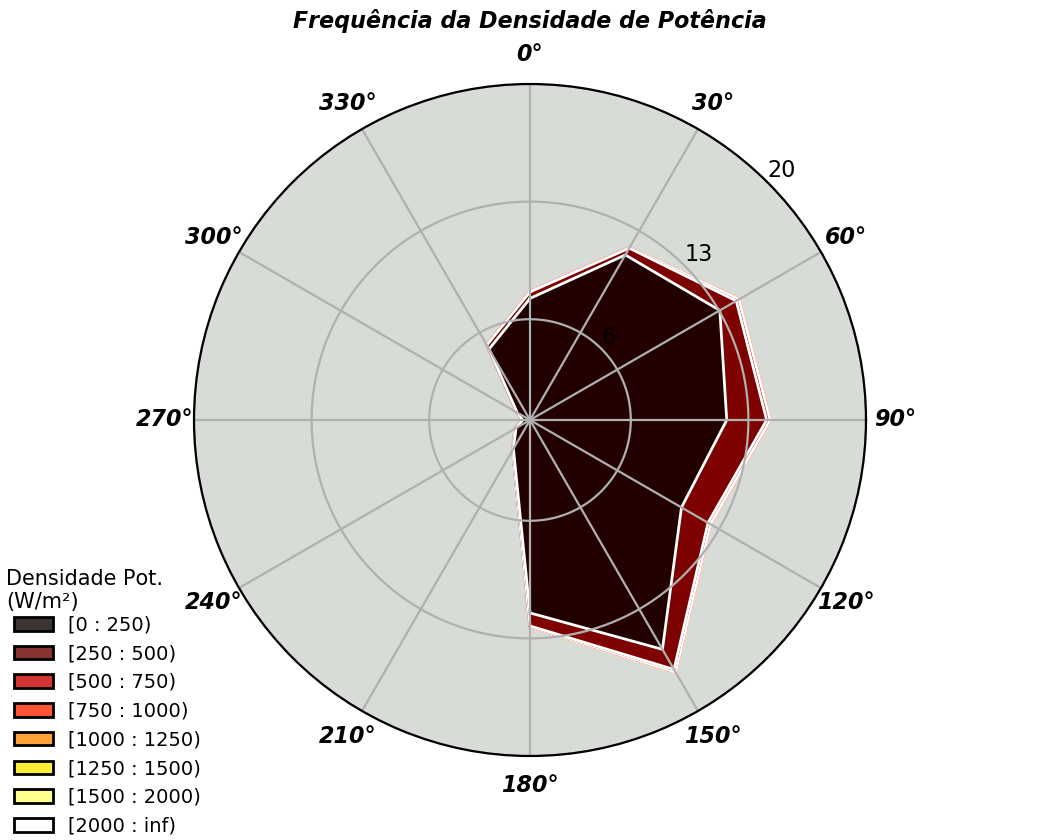 Frequência da Densidade de Potência
0°
330°
30°
20
300°
60°
13
6
270°
90°
Densidade Pot.
(W/m²)
240°
120°
[0 : 250)
[250 : 500)
[500 : 750)
[750 : 1000)
210°
150°
[1000 : 1250)
[1250 : 1500)
180°
[1500 : 2000)
[2000 : inf)